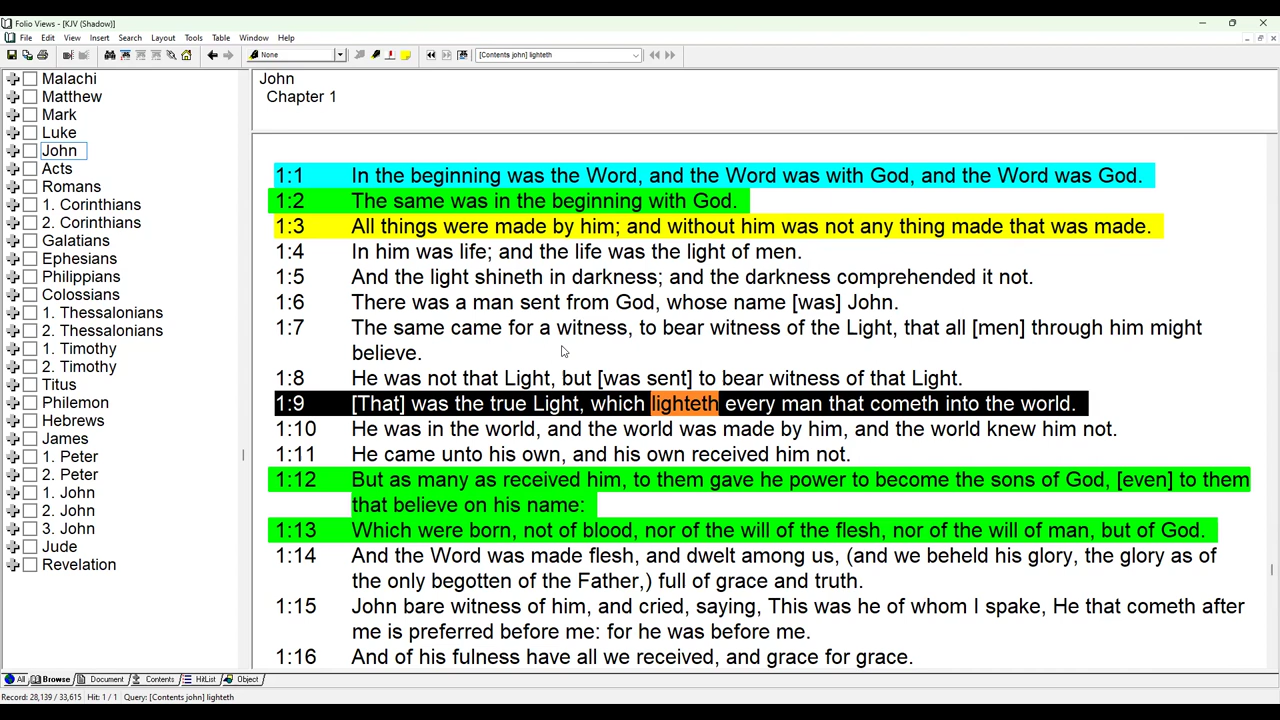 Folio Views - [KJV (Shadow)]
File Edit View Insert Search Layout Tools Table Window Help
None
[Contents john] lighteth
Malachi
Matthew
Mark
Luke
John
Acts
Romans
1. Corinthians
2. Corinthians
Galatians
Ephesians
Philippians
Colossians
1. Thessalonians
2. Thessalonians
1. Timothy
2. Timothy
Titus
Philemon
Hebrews
James
1. Peter
2. Peter
1. John
2. John
3. John
Jude
Revelation
John
Chapter 1
1:1 In the beginning was the Word, and the Word was with God, and the Word was God.
1:2 The same was in the beginning with God.
1:3 All things were made by him; and without him was not any thing made that was made.
1:4 In him was life; and the life was the light of men.
1:5 And the light shineth in darkness; and the darkness comprehended it not.
1:6 There was a man sent from God, whose name [was] John.
1:7 The same came for a witness, to bear witness of the Light, that all [men] through him might
believe.
1:8 He was not that Light, but [was sent] to bear witness of that Light.
1:9 [That] was the true Light, which lighteth every man that cometh into the world.
1:10 He was in the world, and the world was made by him, and the world knew him not.
1:11 He came unto his own, and his own received him not.
1:12 But as many as received him, to them gave he power to become the sons of God, [even] to them
that believe on his name:
1:13 Which were born, not of blood, nor of the will of the flesh, nor of the will of man, but of God.
1:14 And the Word was made flesh, and dwelt among us, (and we beheld his glory, the glory as of
the only begotten of the Father,) full of grace and truth.
1:15 John bare witness of him, and cried, saying, This was he of whom I spake, He that cometh after
me is preferred before me: for he was before me.
1:16 And of his fulness have all we received, and grace for grace.
All Browse Document Contents HitList Object
Record: 28,139 / 33,615 Hit: 1 / 1 Query: [Contents john] lighteth